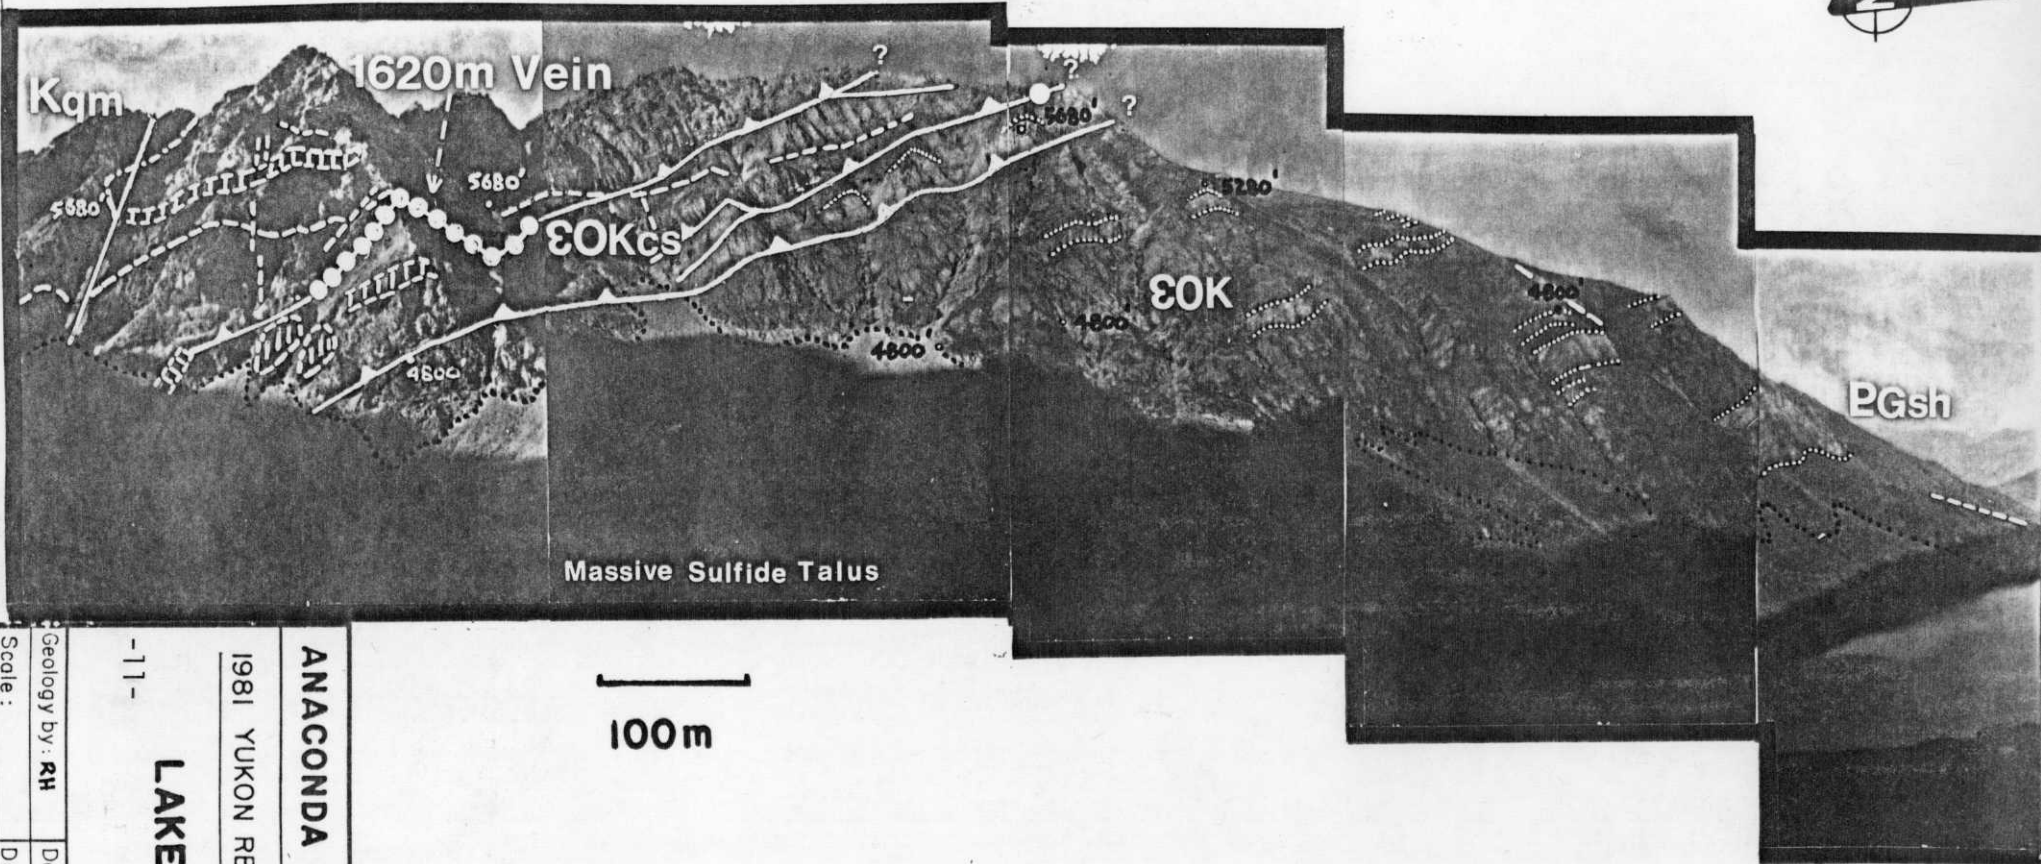 Z
Kqm
1620m Vein
?
?
?
5680'
5680'
5680'
5280'
ƐOKcs
ƐOK
4800'
4800'
4800'
4800
PGsh
Massive Sulfide Talus
100m
ANACONDA
1981 YUKON RE
LAKE
-11-
Geology by: RH
Scale:
D